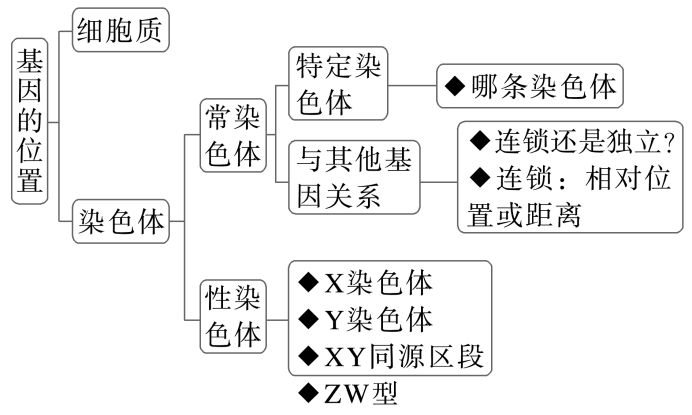 基因的位置
细胞质
染色体
常染
色体
特定染
色体
◆哪条染色体
与其他基
因关系
◆连锁还是独立?
◆连锁：相对位
置或距离
性染
色体
◆X染色体
◆Y染色体
◆XY同源区段
◆ZW型